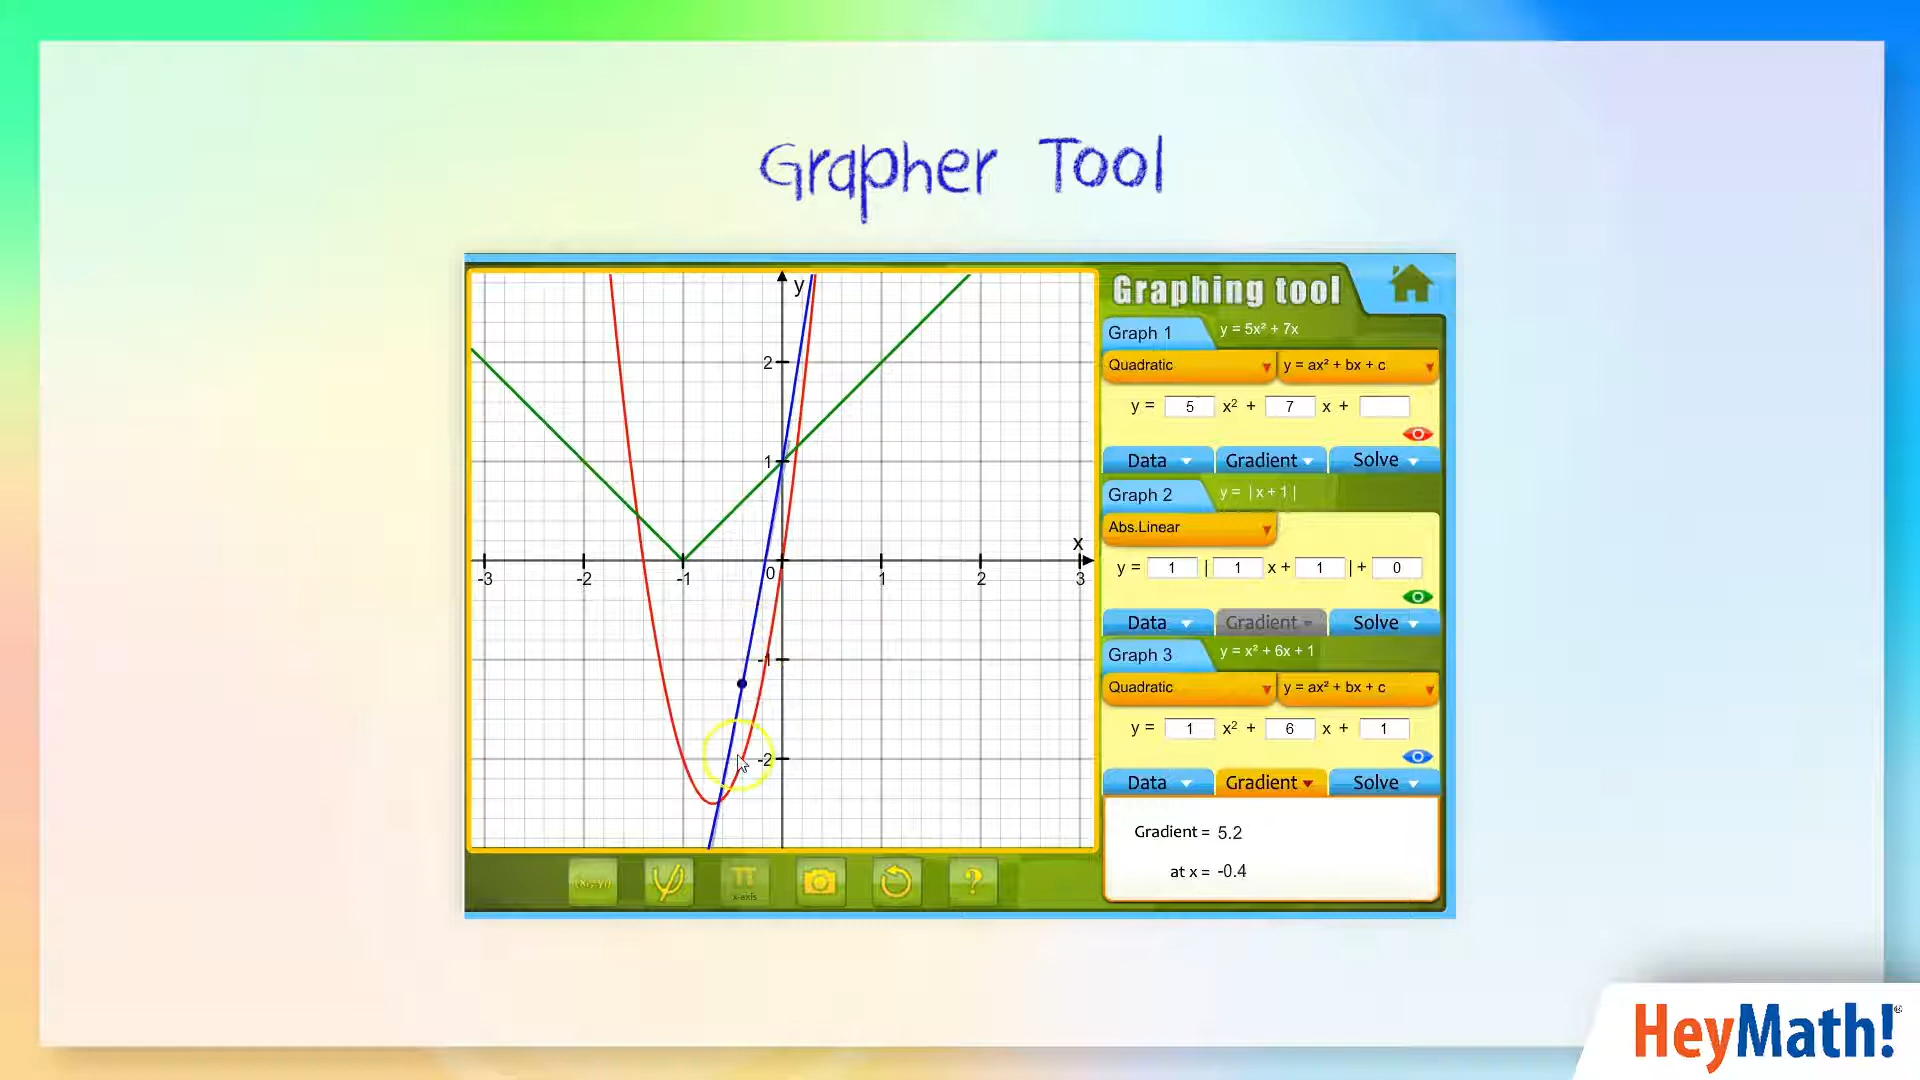 Grapher Tool
Graphing tool
Graph 1
y = 5x² + 7x
Quadratic
y = ax² + bx + c
y = 5 x² + 7 x +
Data
Gradient
Solve
Graph 2
y = | x + 1 |
Abs.Linear
y = 1 | 1 x + 1 | + 0
Data
Gradient
Solve
Graph 3
y = x² + 6x + 1
Quadratic
y = ax² + bx + c
y = 1 x² + 6 x + 1
Data
Gradient
Solve
Gradient = 5.2
at x = -0.4
y
2
1
x
-3 -2 -1 0 1 2 3
-1
-2
(x, y)
π
x-axis
?
HeyMath!®